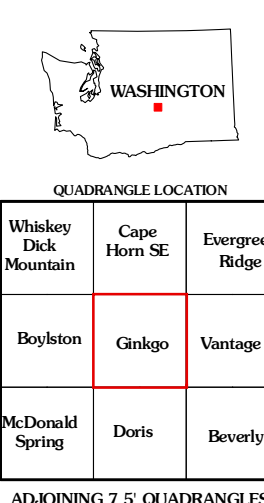 WASHINGTON
QUADRANGLE LOCATION
Whiskey
Dick
Mountain
Cape
Horn SE
Evergree
Ridge
Boylston
Ginkgo
Vantage
McDonald
Spring
Doris
Beverly
ADJOINING 7.5' QUADRANGLES